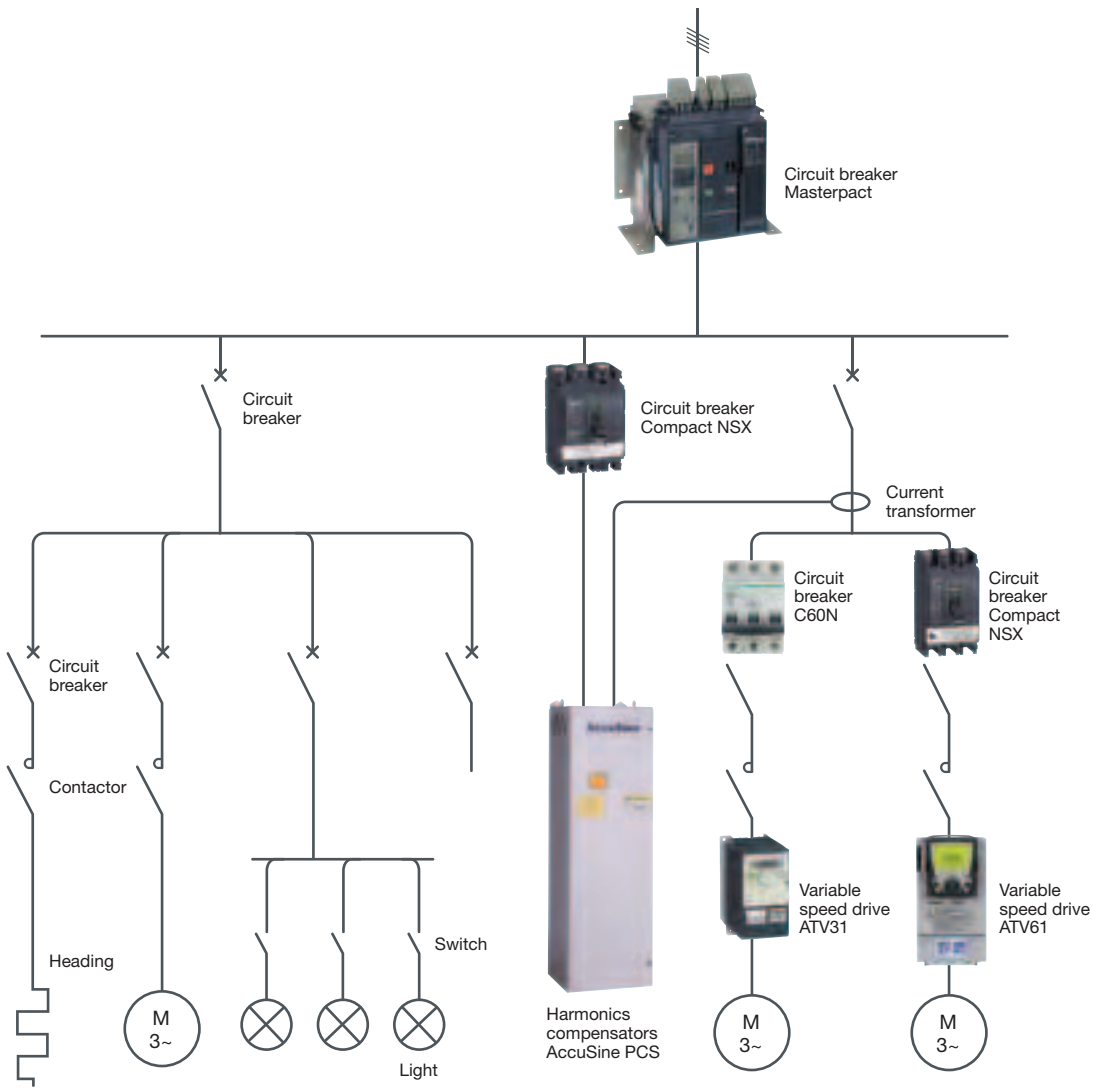 Circuit breaker
Masterpact
Circuit
breaker
Circuit breaker
Compact NSX
Current
transformer
Circuit
breaker
C60N
Circuit
breaker
Compact
NSX
Circuit
breaker
Contactor
Variable
speed drive
ATV31
Variable
speed drive
ATV61
Switch
Heading
M
3~
Light
Harmonics
compensators
AccuSine PCS
M
3~
M
3~